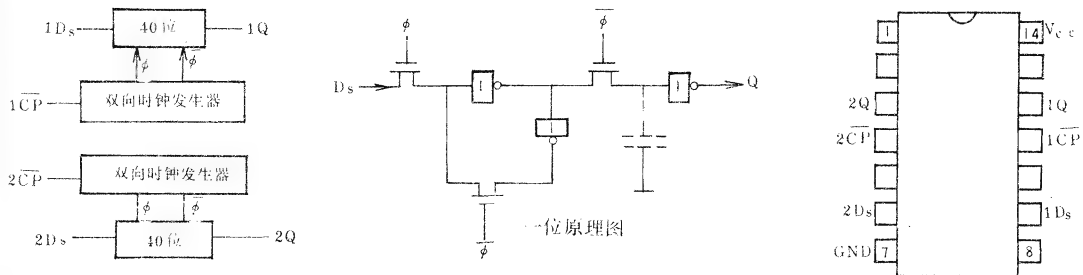 1Ds
40位
1Q
ϕ
ϕ̅
1C̅P̅
双向时钟发生器
2C̅P̅
双向时钟发生器
ϕ
ϕ̅
2Ds
40位
2Q
ϕ
ϕ̅
Ds
1
1
Q
ϕ̅
一位原理图
1
14
Vcc
2Q
1Q
2C̅P̅
1C̅P̅
2Ds
1Ds
GND
7
8